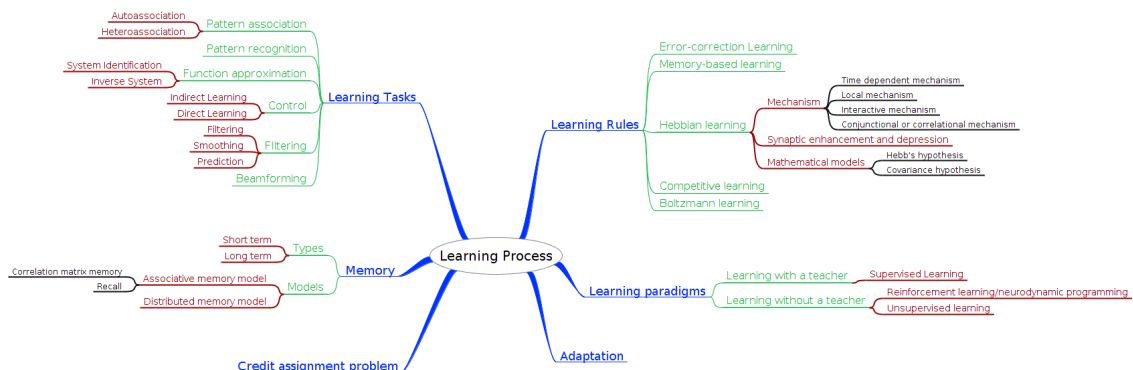 Learning Process
Learning Tasks
Pattern association
Autoassociation
Heteroassociation
Pattern recognition
Function approximation
System Identification
Inverse System
Control
Indirect Learning
Direct Learning
FIltering
Filtering
Smoothing
Prediction
Beamforming
Memory
Types
Short term
Long term
Models
Associative memory model
Correlation matrix memory
Recall
Distributed memory model
Credit assignment problem
Learning Rules
Error-correction Learning
Memory-based learning
Hebbian learning
Mechanism
Time dependent mechanism
Local mechanism
Interactive mechanism
Conjunctional or correlational mechanism
Synaptic enhancement and depression
Mathematical models
Hebb's hypothesis
Covariance hypothesis
Competitive learning
Boltzmann learning
Learning paradigms
Learning with a teacher
Supervised Learning
Learning without a teacher
Reinforcement learning/neurodynamic programming
Unsupervised learning
Adaptation